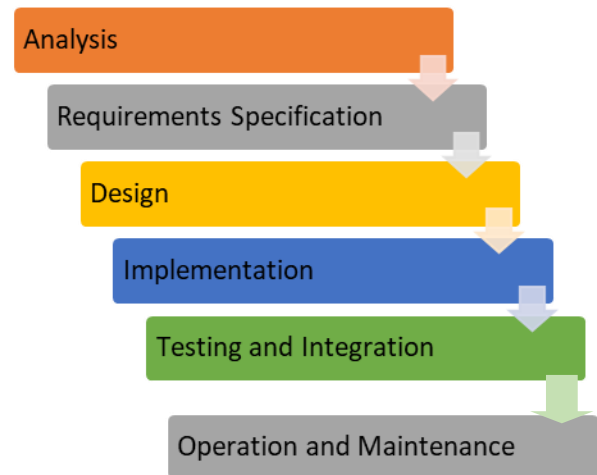 Analysis
Requirements Specification
Design
Implementation
Testing and Integration
Operation and Maintenance